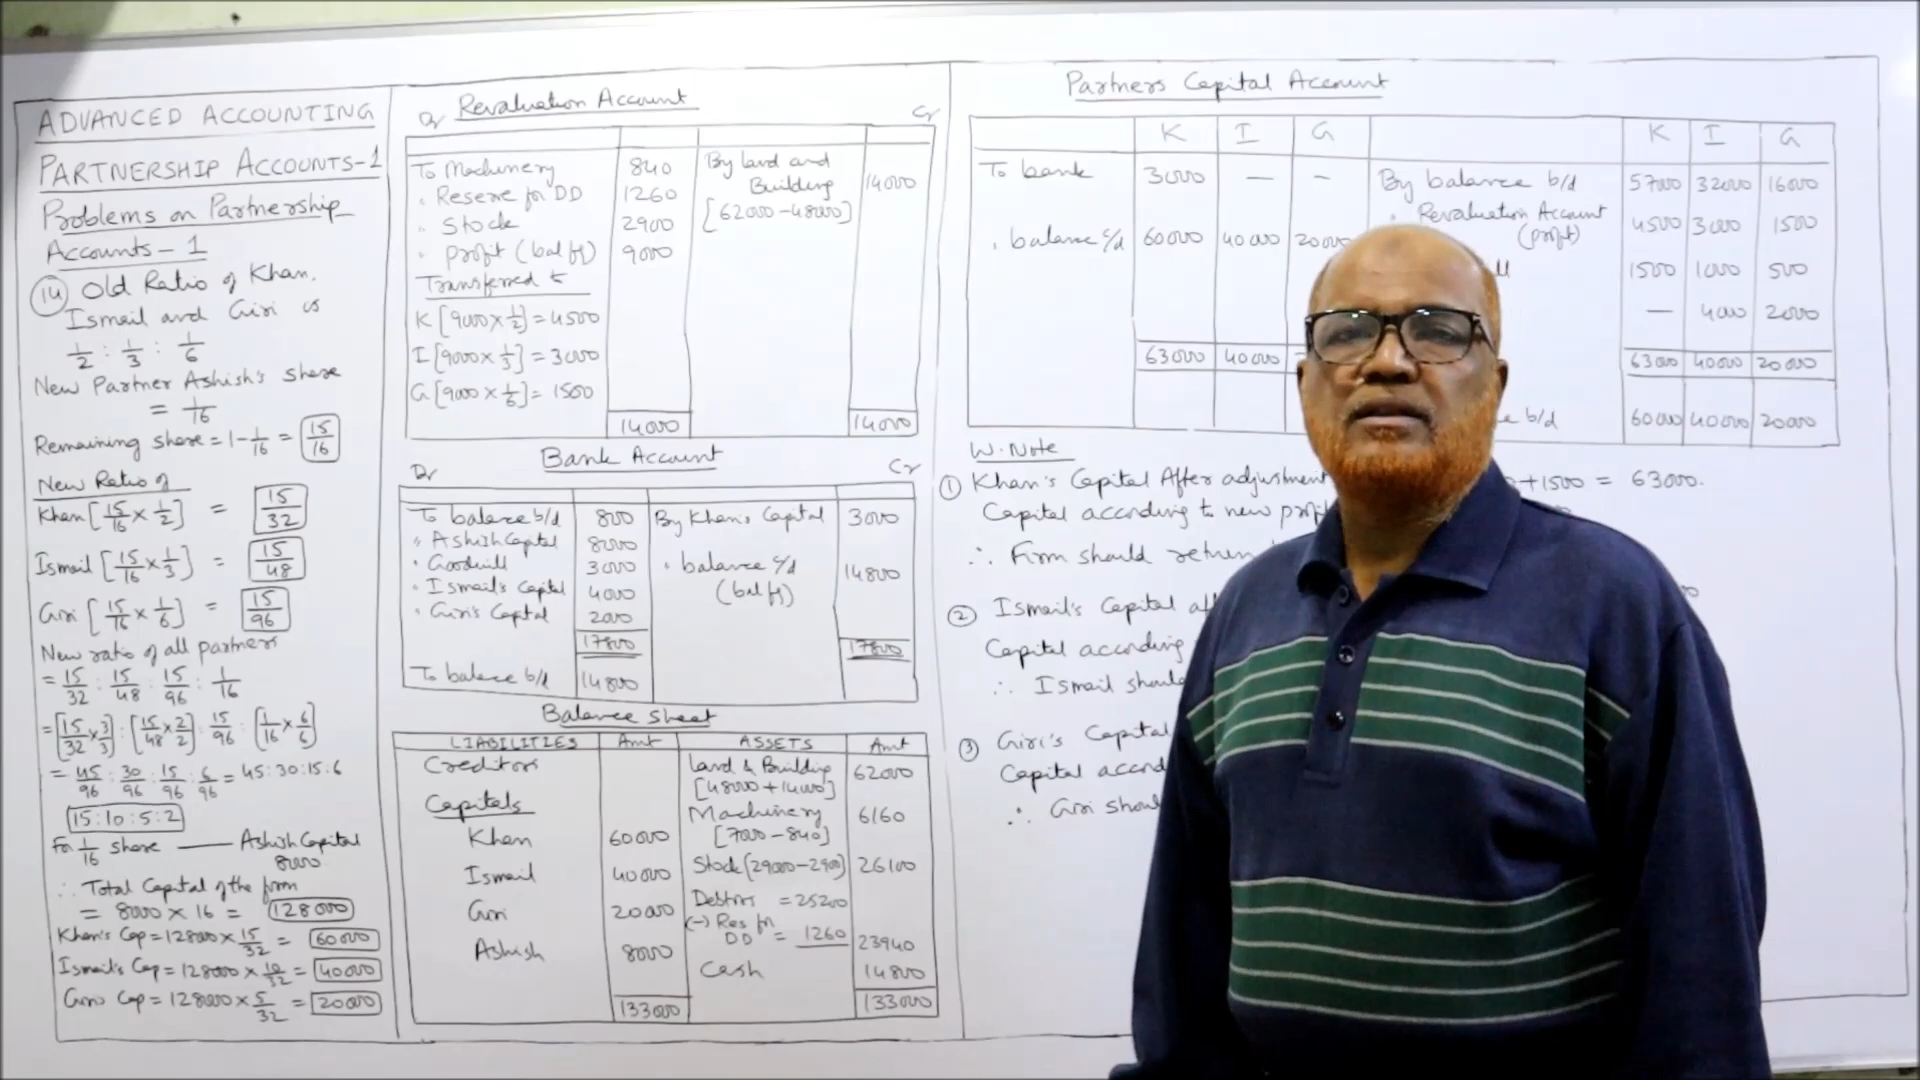 ADVANCED ACCOUNTING
PARTNERSHIP ACCOUNTS-1
Problems on Partnership
Accounts-1
14 Old Ratio of Khan,
Ismail and Giri is
1/2 : 1/3 : 1/6
New Partner Ashish's share
= 1/16
Remaining share = 1-1/16 = 15/16
New Ratio of
Khan [15/16 × 1/2] = 15/32
Ismail [15/16 × 1/3] = 15/48
Giri [15/16 × 1/6] = 15/96
New ratio of all partners
= 15/32 : 15/48 : 15/96 : 1/16
= [15/32 × 3/3] : [15/48 × 2/2] : 15/96 : [1/16 × 6/6]
= 45/96 : 30/96 : 15/96 : 6/96 = 45:30:15:6
15:10:5:2
For 1/16 share — Ashish Capital
8000
∴ Total Capital of the firm
= 8000 × 16 = 128000
Khan's Cap = 128000 × 15/32 = 60000
Ismail's Cap = 128000 × 10/32 = 40000
Giri's Cap = 128000 × 5/32 = 20000
Revaluation Account
Dr Cr
To Machinery 840 By land and
Building 14000
" Reserve for DD 1260 [62000-48000]
" Stock 2900
" Profit (bal fig) 9000
Transferred to
K [9000 × 1/2] = 4500
I [9000 × 1/3] = 3000
G [9000 × 1/6] = 1500
14000 14000
Bank Account
Dr Cr
To balance b/d 800 By Khan's Capital 3000
" Ashish Capital 8000
" Goodwill 3000 " balance c/d 14800
" Ismail's Capital 4000 (bal fig)
" Giri's Capital 2000
17800 17800
To balance b/d 14800
Balance Sheet
LIABILITIES Amt ASSETS Amt
Creditors Land & Building 62000
[48000+14000]
Capitals Machinery 6160
Khan 60000 [7000-840]
Ismail 40000 Stock (29000-2900) 26100
Giri 20000 Debtors = 25200
(-) Res for
DD = 1260 23940
Ashish 8000 Cash 14800
133000 133000
Partners Capital Account
K I G K I G
To bank 3000 — - By balance b/d 57000 32000 16000
" Revaluation Account
(profit) 4500 3000 1500
" balance c/d 60000 40000 20000
1500 1000 500
— 4000 2000
63000 40000 63000 40000 20000
b/d 60000 40000 20000
W. Note
1 Khan's Capital After adjustment +1500 = 63000.
Capital according to new profit
∴ Firm should return
2 Ismail's Capital
Capital according
∴ Ismail should
3 Giri's Capital
Capital
∴ Giri